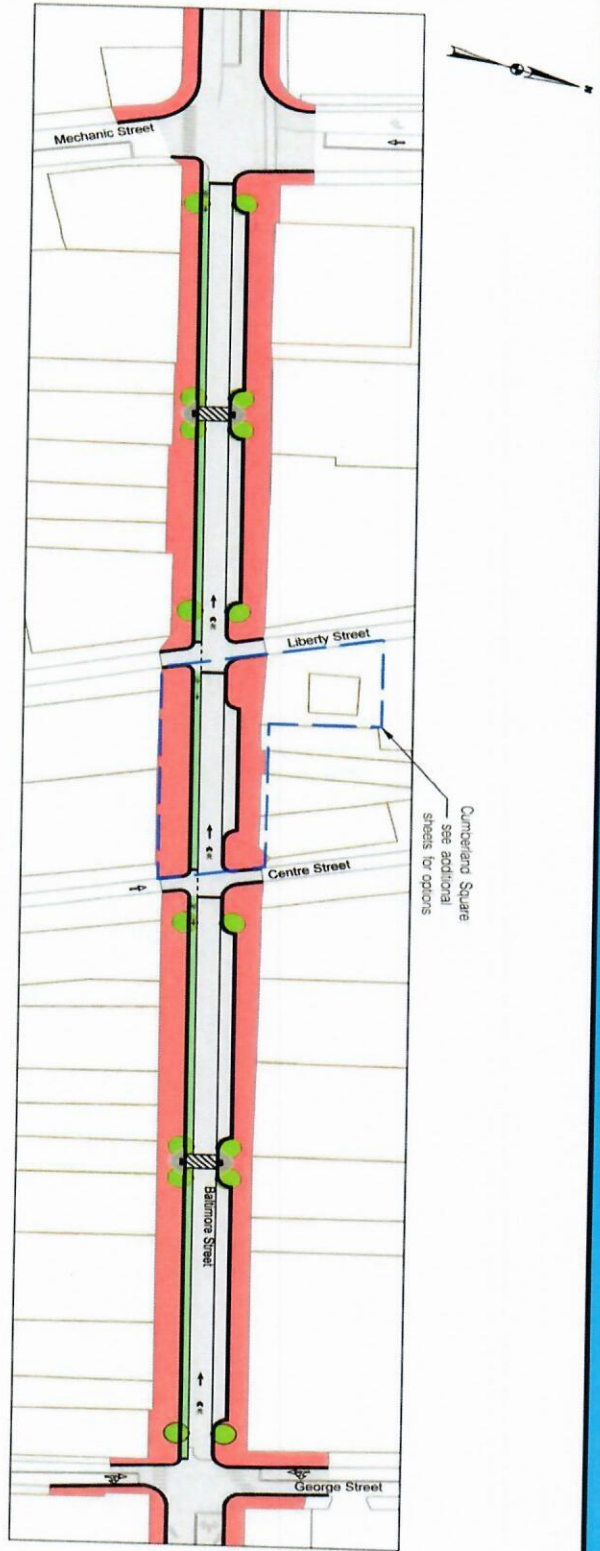 N
Mechanic Street
Liberty Street
Cumberland Square
see additional
sheets for options
Centre Street
Baltimore Street
George Street